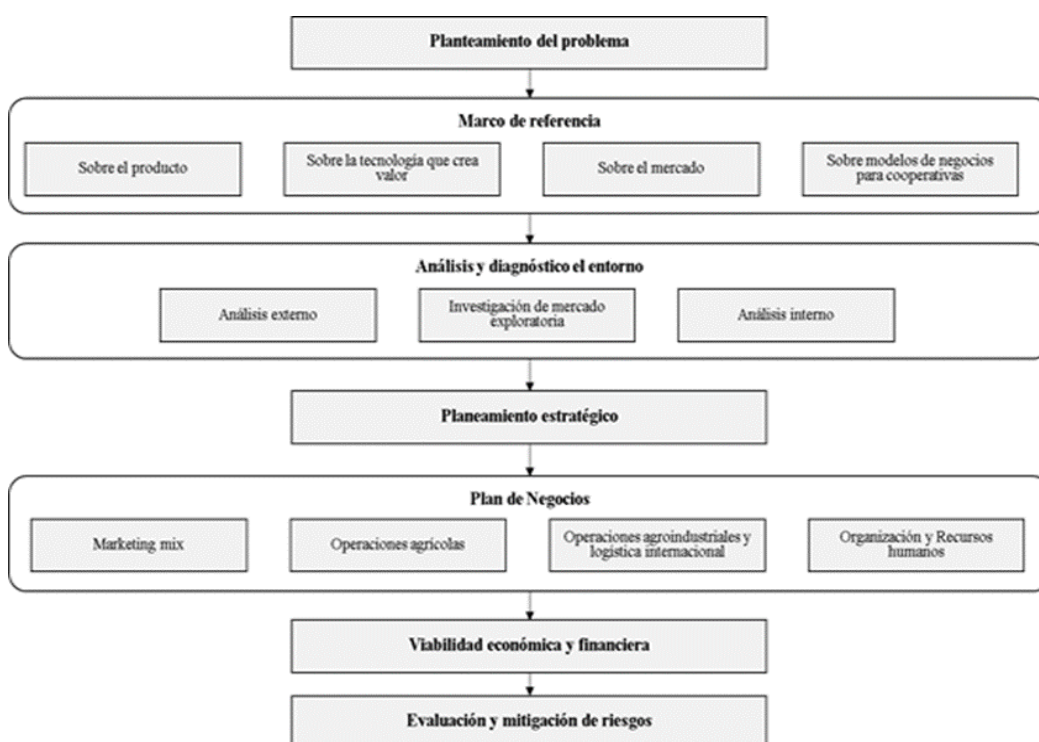 Planteamiento del problema
Marco de referencia
Sobre el producto
Sobre la tecnología que crea
valor
Sobre el mercado
Sobre modelos de negocios
para cooperativas
Análisis y diagnóstico el entorno
Análisis externo
Investigación de mercado
exploratoria
Análisis interno
Planeamiento estratégico
Plan de Negocios
Marketing mix
Operaciones agrícolas
Operaciones agroindustriales y
logística internacional
Organización y Recursos
humanos
Viabilidad económica y financiera
Evaluación y mitigación de riesgos